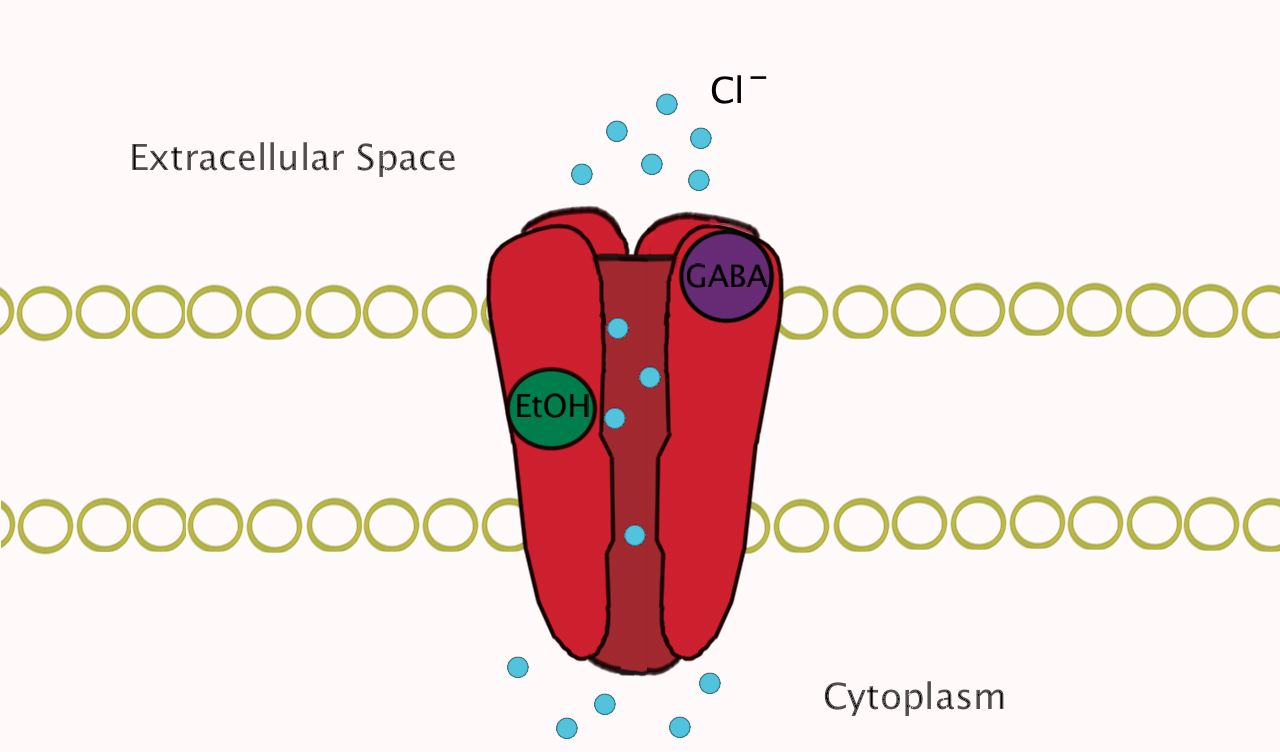 Cl⁻
Extracellular Space
GABA
EtOH
Cytoplasm